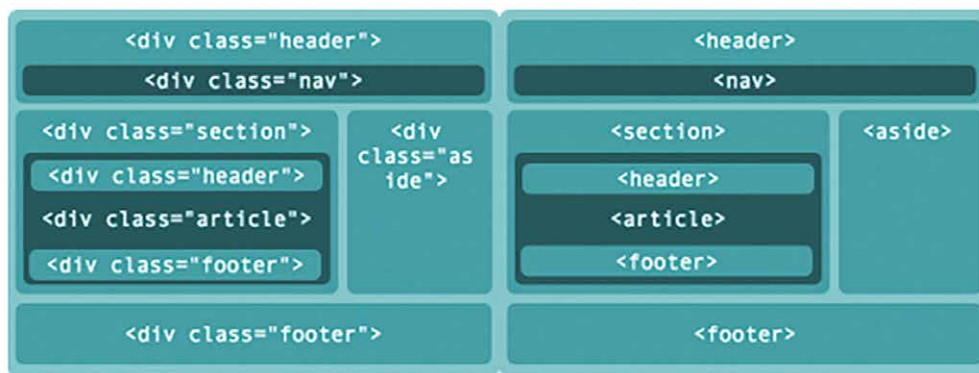 <div class="header">
<div class="nav">
<div class="section">
<div
class="as
ide">
<div class="header">
<div class="article">
<div class="footer">
<div class="footer">
<header>
<nav>
<section>
<aside>
<header>
<article>
<footer>
<footer>